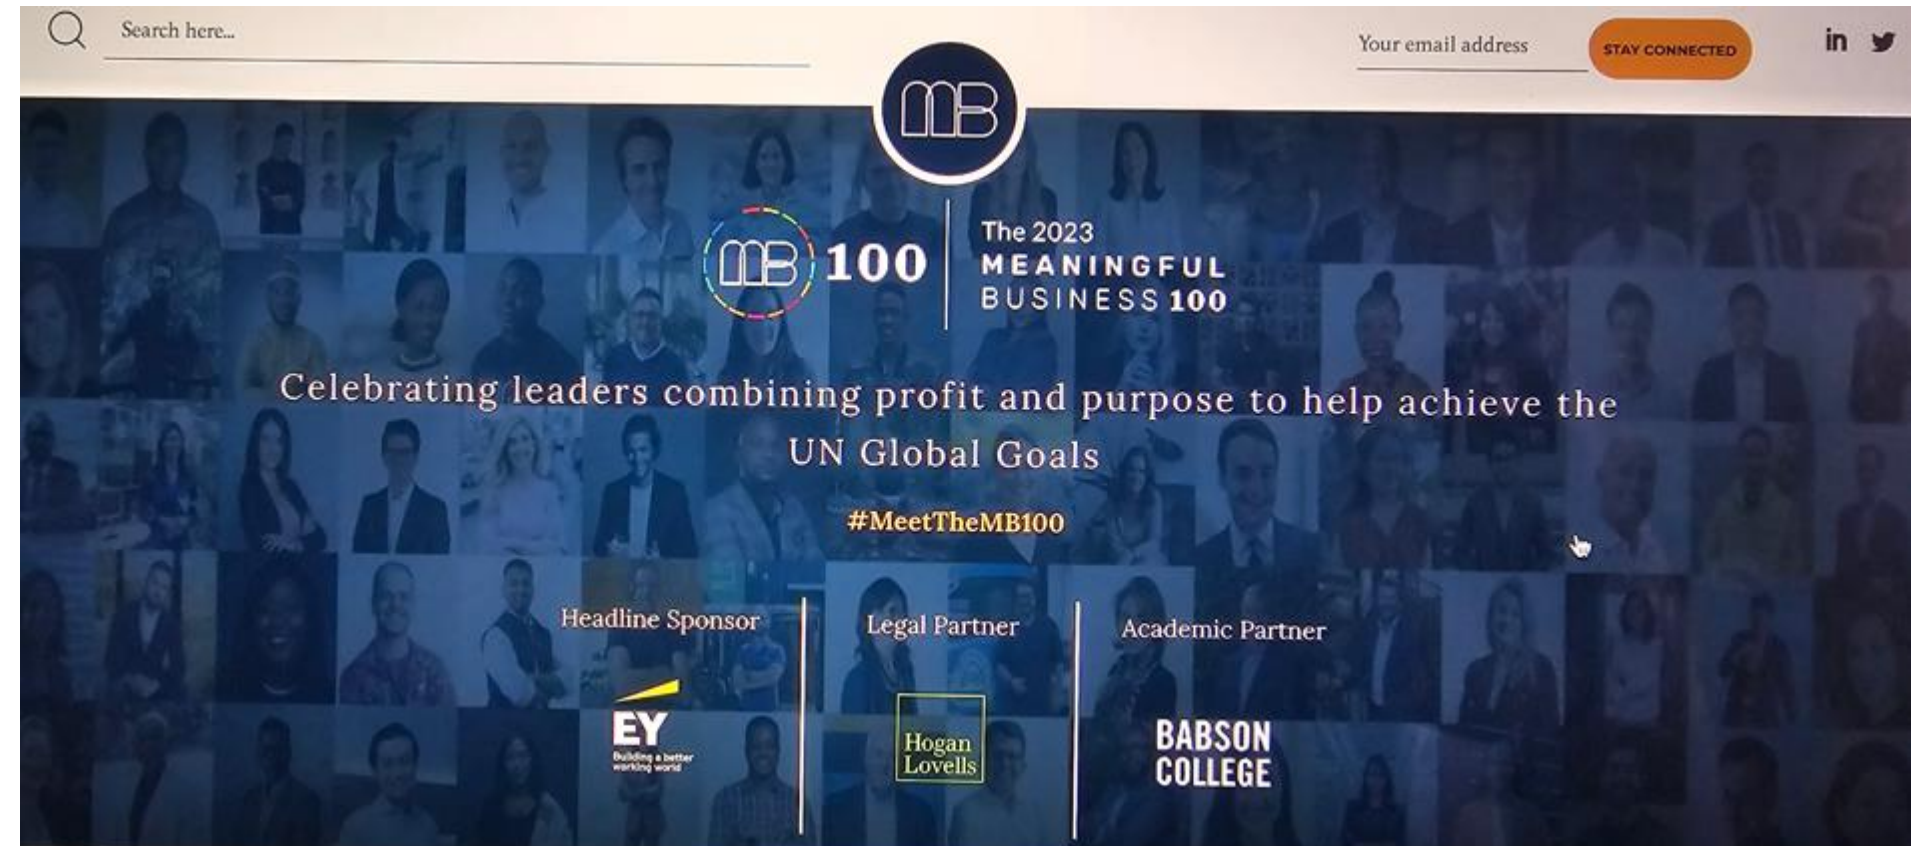 Search here...
Your email address
STAY CONNECTED
in
MB
MB 100
The 2023
MEANINGFUL
BUSINESS 100
Celebrating leaders combining profit and purpose to help achieve the
UN Global Goals
#MeetTheMB100
Headline Sponsor
EY
Building a better
working world
Legal Partner
Hogan
Lovells
Academic Partner
BABSON
COLLEGE